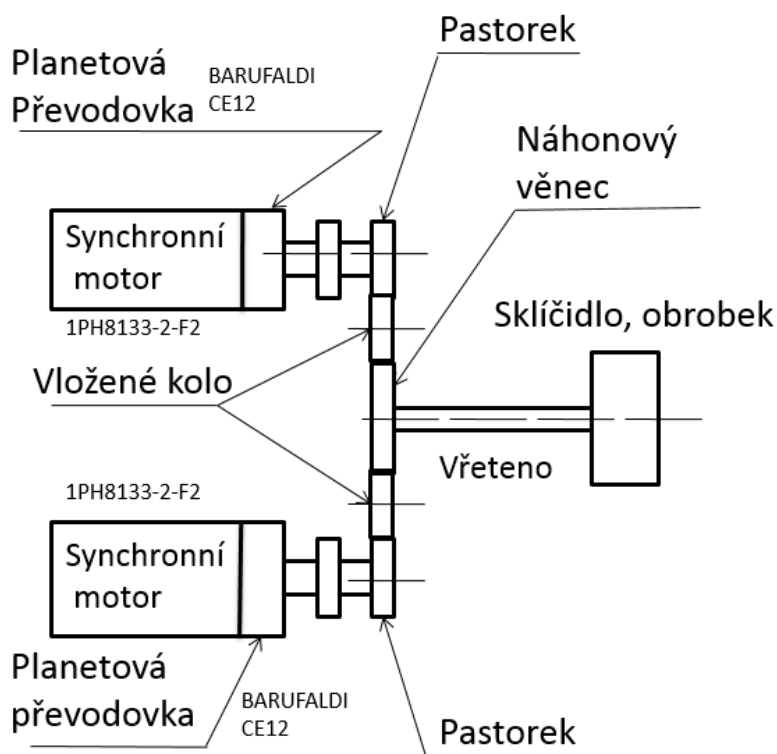 Pastorek
Planetová
Převodovka
BARUFALDI
CE12
Náhonový
věnec
Synchronní
motor
1PH8133-2-F2
Sklíčidlo, obrobek
Vložené kolo
Vřeteno
1PH8133-2-F2
Synchronní
motor
Planetová
převodovka
BARUFALDI
CE12
Pastorek